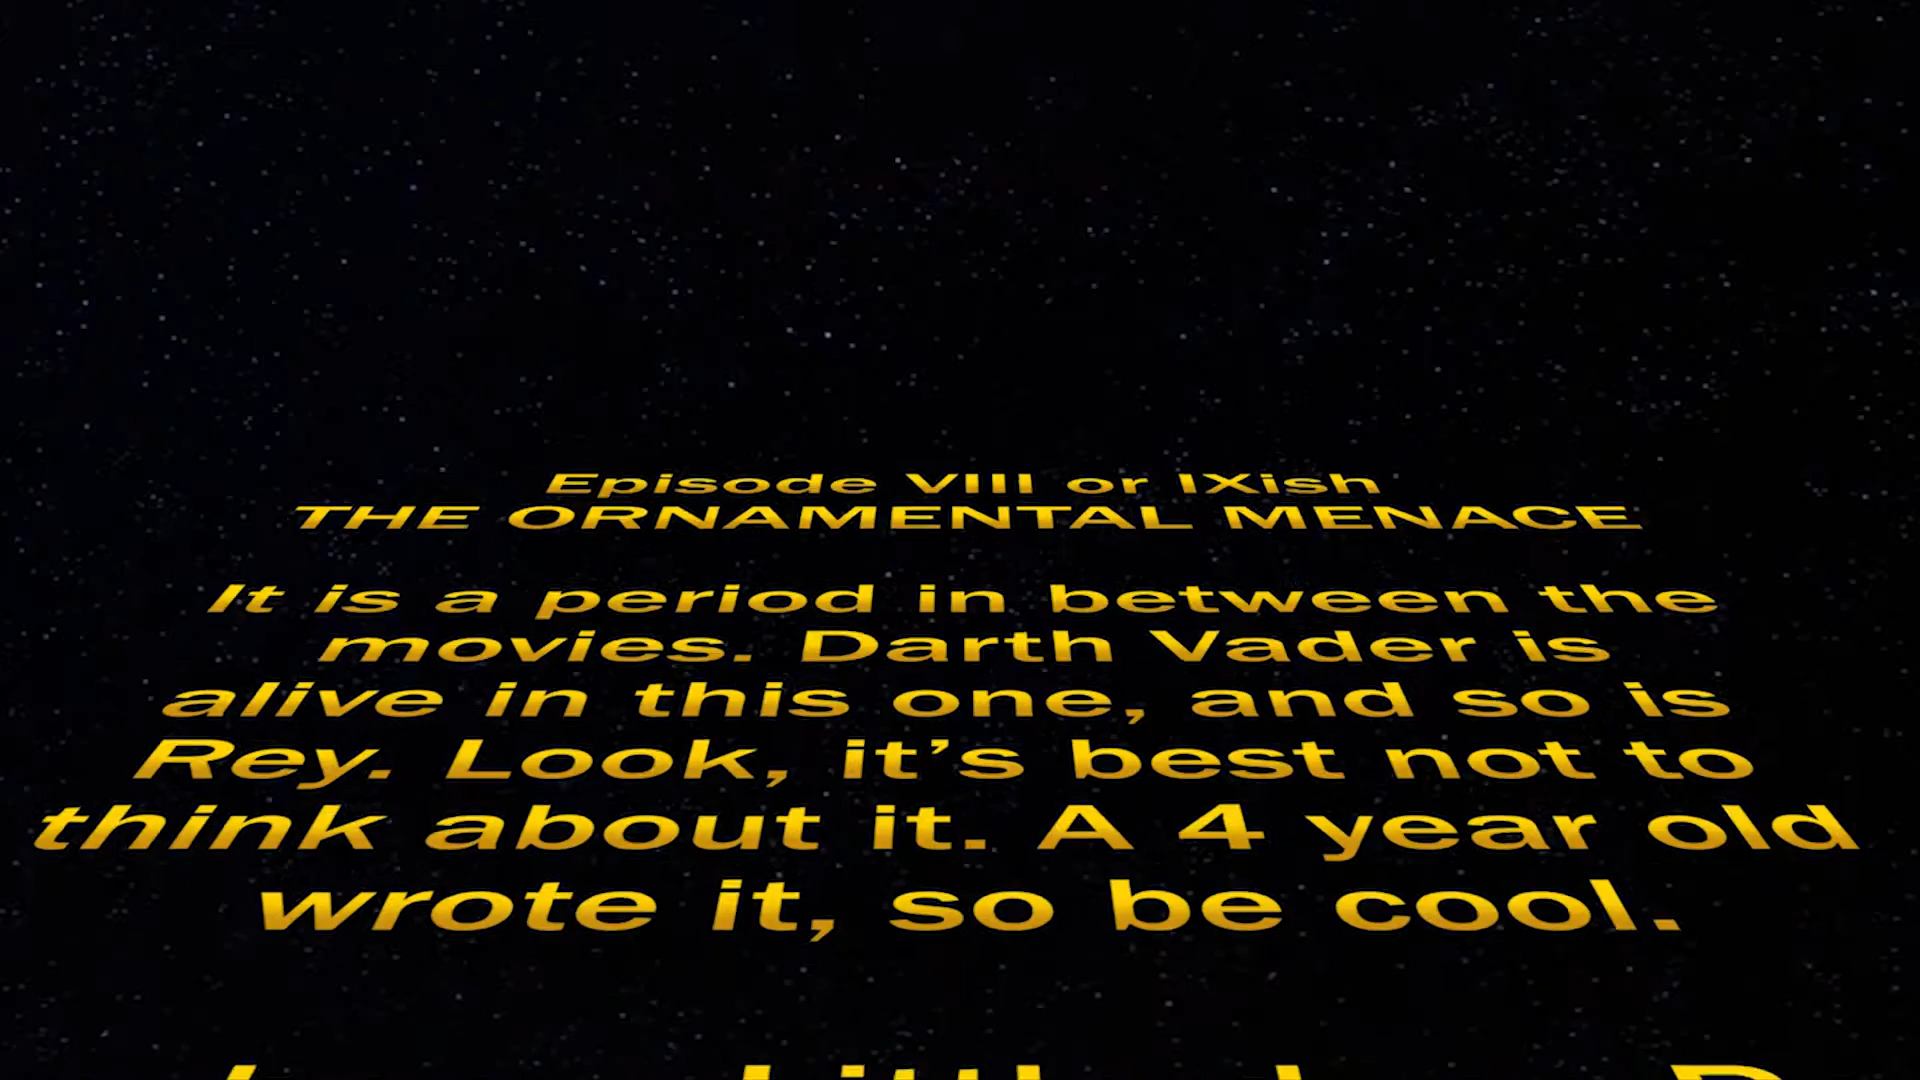 Episode VIII or IXish
THE ORNAMENTAL MENACE
It is a period in between the
movies. Darth Vader is
alive in this one, and so is
Rey. Look, it’s best not to
think about it. A 4 year old
wrote it, so be cool.